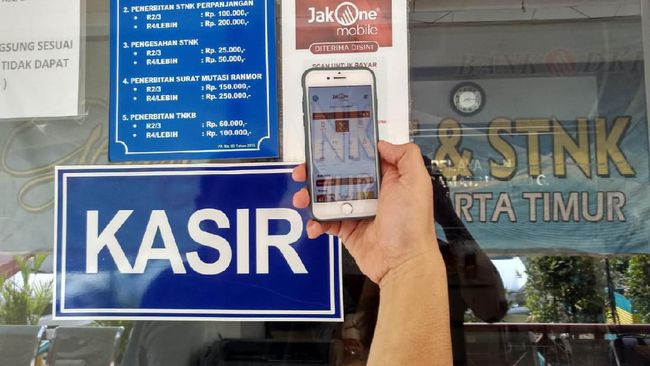 GSUNG SESUAI
TIDAK DAPAT
)
2. PENERBITAN STNK PERPANJANGAN
• R2/3 : Rp. 100.000,-
• R4/LEBIH : Rp. 200.000,-
3. PENGESAHAN STNK
• R2/3 : Rp. 25.000,-
• R4/LEBIH : Rp. 50.000,-
4. PENERBITAN SURAT MUTASI RANMOR
• R2/3 : Rp. 150.000,-
• R4/LEBIH : Rp. 250.000,-
5. PENERBITAN TNKB
• R2/3 : Rp. 60.000,-
• R4/LEBIH : Rp. 100.000,-
JakOne
mobile
DITERIMA DISINI
SCAN UNTUK BAYAR
BANK DKI
& STNK
RTA TIMUR
KASIR